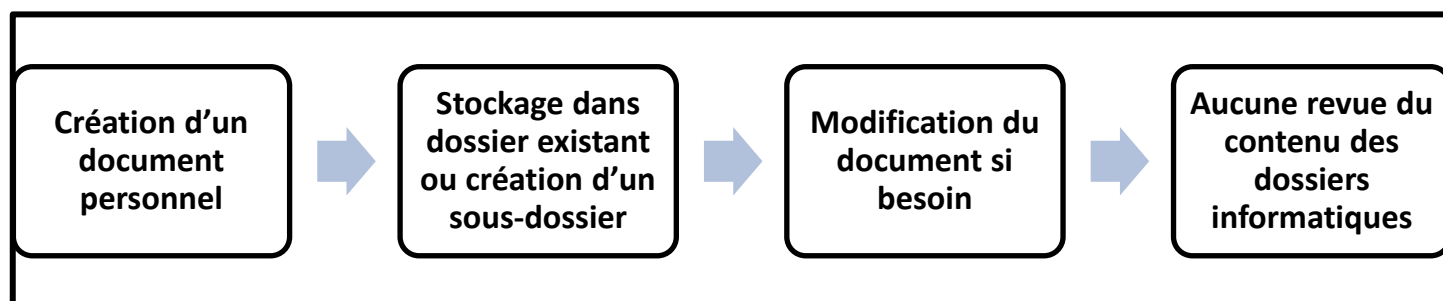 Création d’un
document
personnel
Stockage dans
dossier existant
ou création d’un
sous-dossier
Modification du
document si
besoin
Aucune revue du
contenu des
dossiers
informatiques